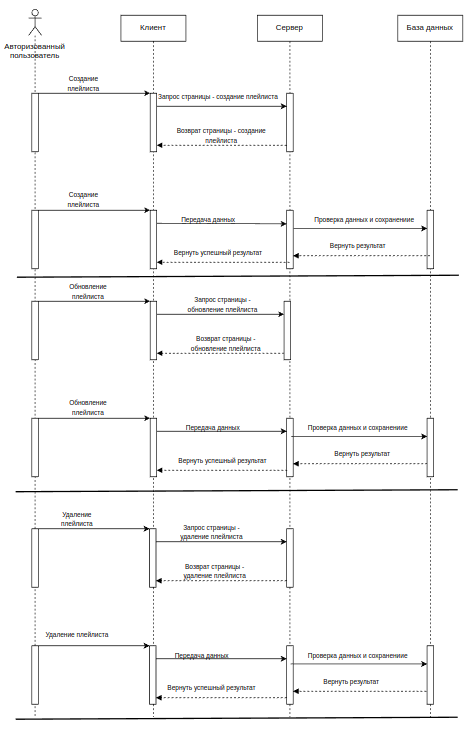 Клиент
Сервер
База данных
Авторизованный
пользователь
Создание
плейлиста
Запрос страницы - создание плейлиста
Возврат страницы - создание
плейлиста
Создание
плейлиста
Передача данных
Проверка данных и сохранениие
Вернуть результат
Вернуть успешный результат
Обновление
плейлиста
Запрос страницы -
обновление плейлиста
Возврат страницы -
обновление плейлиста
Обновление
плейлиста
Передача данных
Проверка данных и сохранениие
Вернуть результат
Вернуть успешный результат
Удаление
плейлиста
Запрос страницы -
удаление плейлиста
Возврат страницы -
удаление плейлиста
Удаление плейлиста
Передача данных
Проверка данных и сохранениие
Вернуть результат
Вернуть успешный результат